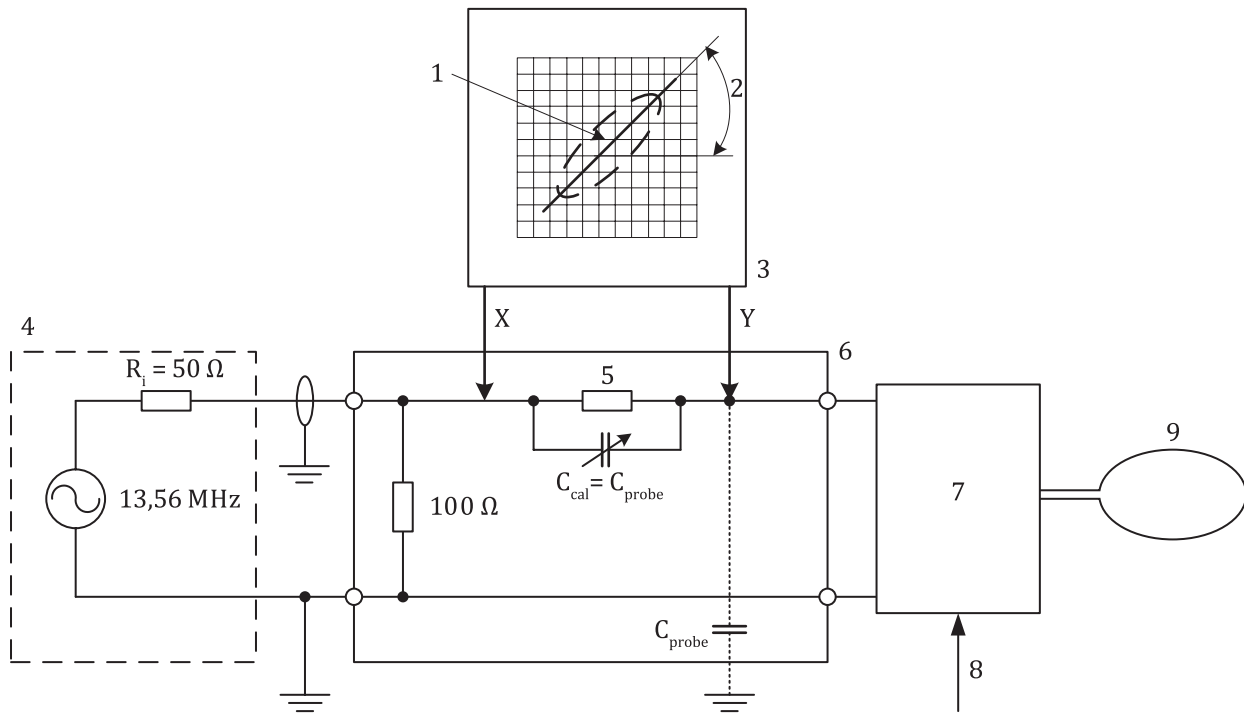 1
2
3
X
Y
4
6
R_i = 50 Ω
5
C_cal = C_probe
13,56 MHz
100 Ω
7
9
C_probe
8